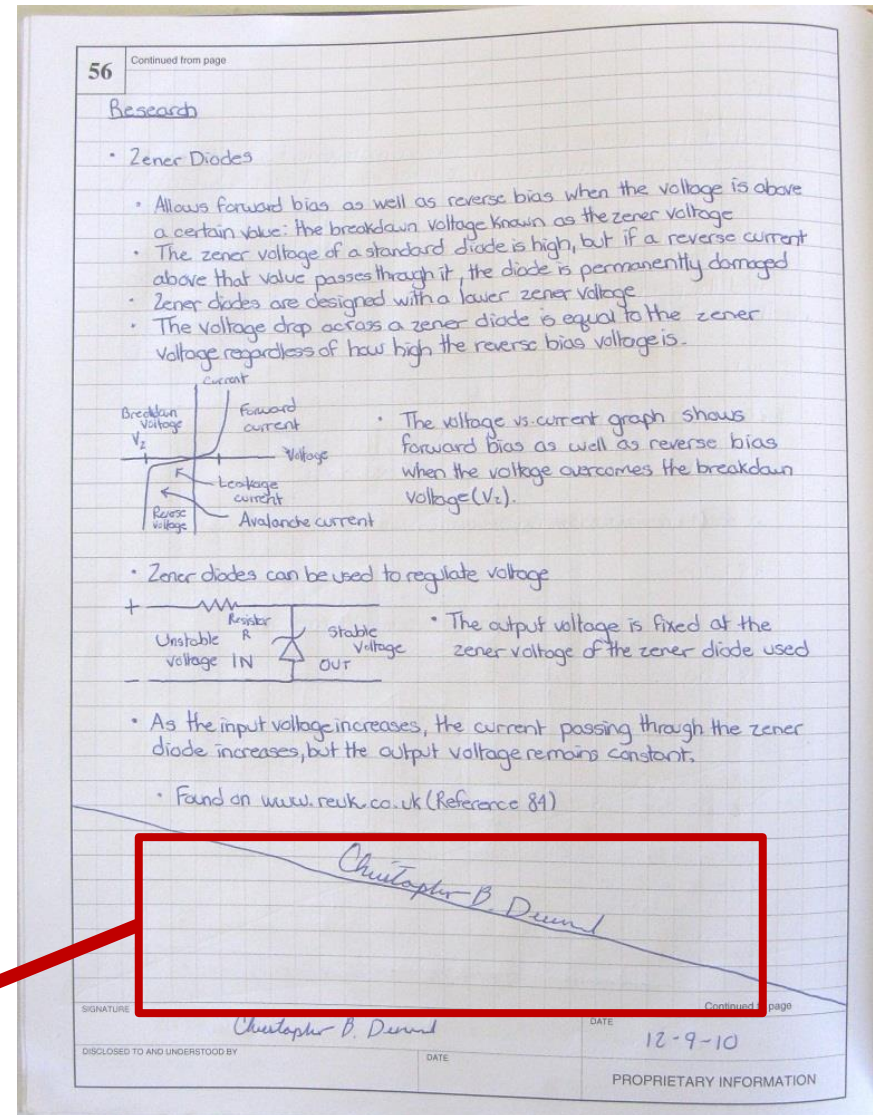 56
Continued from page
Research
· Zener Diodes
· Allows forward bias as well as reverse bias when the voltage is above
a certain value: the breakdown voltage known as the zener voltage
· The zener voltage of a standard diode is high, but if a reverse current
above that value passes through it, the diode is permanently damaged
· Zener diodes are designed with a lower zener voltage
· The voltage drop across a zener diode is equal to the zener
voltage regardless of how high the reverse bias voltage is.
Current
Breakdown
Voltage
Vz
Forward
current
Voltage
Leakage
current
Reverse
Voltage
Avalanche current
· The voltage vs. current graph shows
forward bias as well as reverse bias
when the voltage overcomes the breakdown
voltage (Vz).
· Zener diodes can be used to regulate voltage
+
Resistor
R
Unstable
voltage IN
Stable
Voltage
OUT
-
· The output voltage is fixed at the
zener voltage of the zener diode used
· As the input voltage increases, the current passing through the zener
diode increases, but the output voltage remains constant.
· Found on www.reuk.co.uk (Reference 84)
Christopher B.
Continued page
SIGNATURE
Christopher B.
DATE
12-9-10
DISCLOSED TO AND UNDERSTOOD BY
DATE
PROPRIETARY INFORMATION